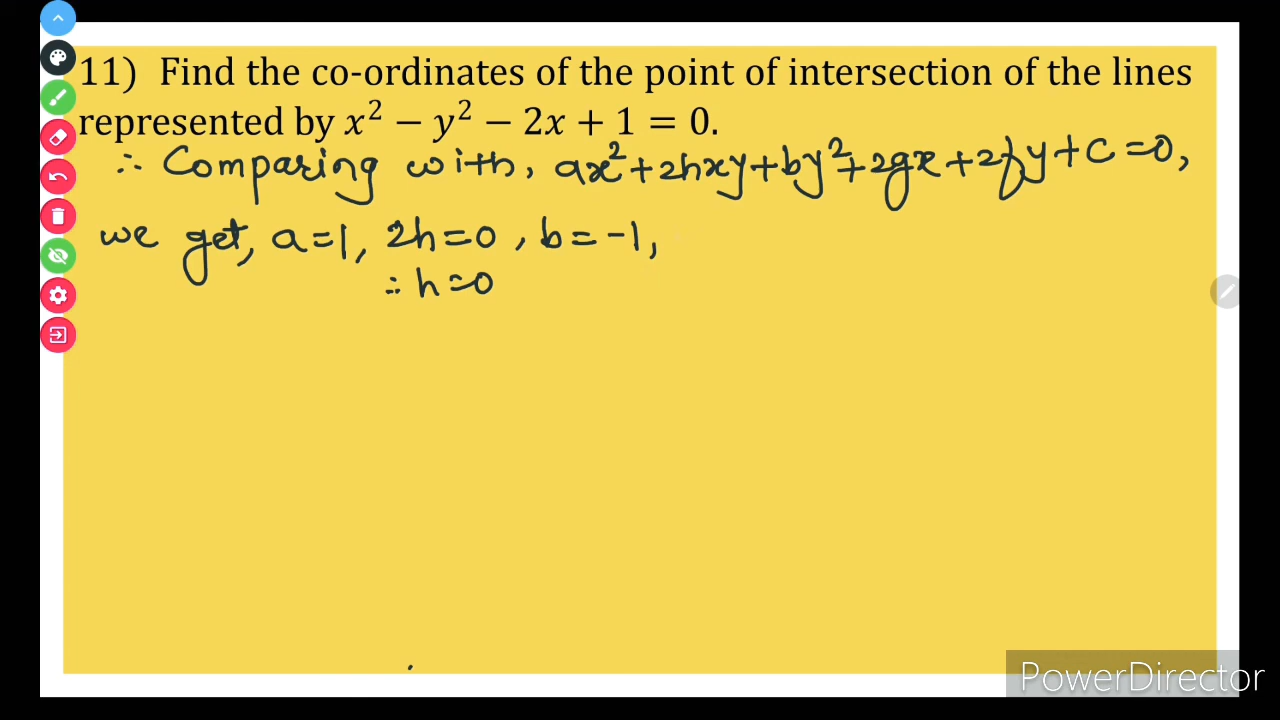 11) Find the co-ordinates of the point of intersection of the lines
represented by x² − y² − 2x + 1 = 0.
∴ Comparing with, ax²+2hxy+by²+2gx+2fy+c=0,
we get, a=1, 2h=0, b=-1,
∴ h=0
PowerDirector